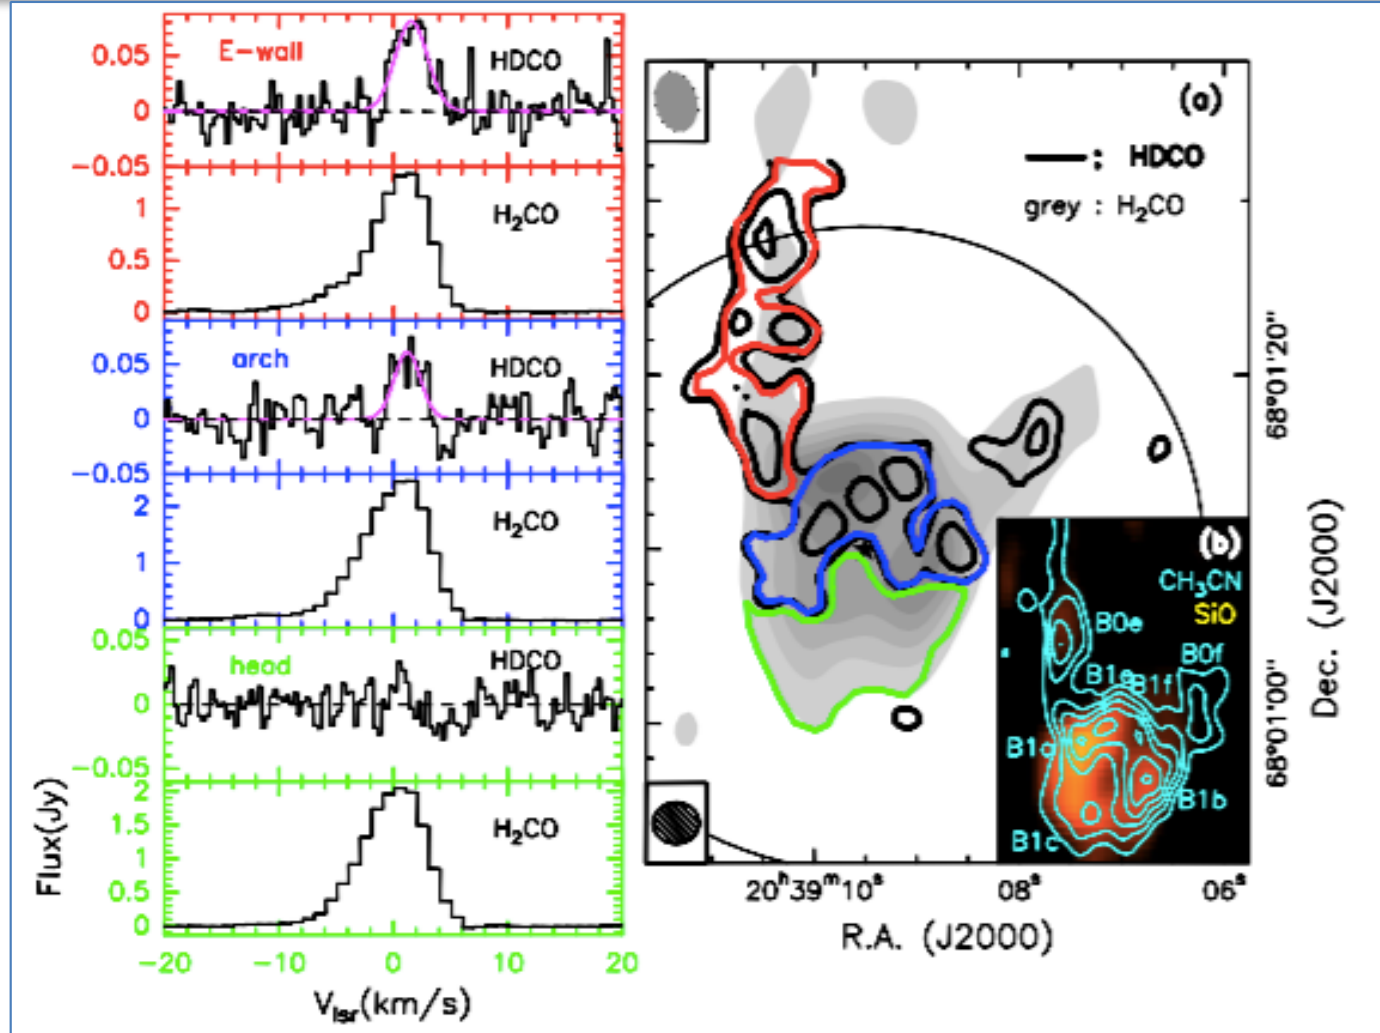 E-wall
HDCO
0.05
0
-0.05
H₂CO
1
0.5
0
arch
HDCO
0.05
0
-0.05
H₂CO
2
1
0
head
HDCO
0.05
0
-0.05
H₂CO
2
1.5
1
0.5
0
-20 -10 0 10 20
Flux(Jy)
V_lsr(km/s)
(a)
: HDCO
grey : H₂CO
(b)
CH₃CN
SiO
B0e
B0f
B1e
B1f
B1a
B1b
B1c
68°01'20"
68°01'00"
Dec. (J2000)
20ʰ39ᵐ10ˢ 08ˢ 06ˢ
R.A. (J2000)